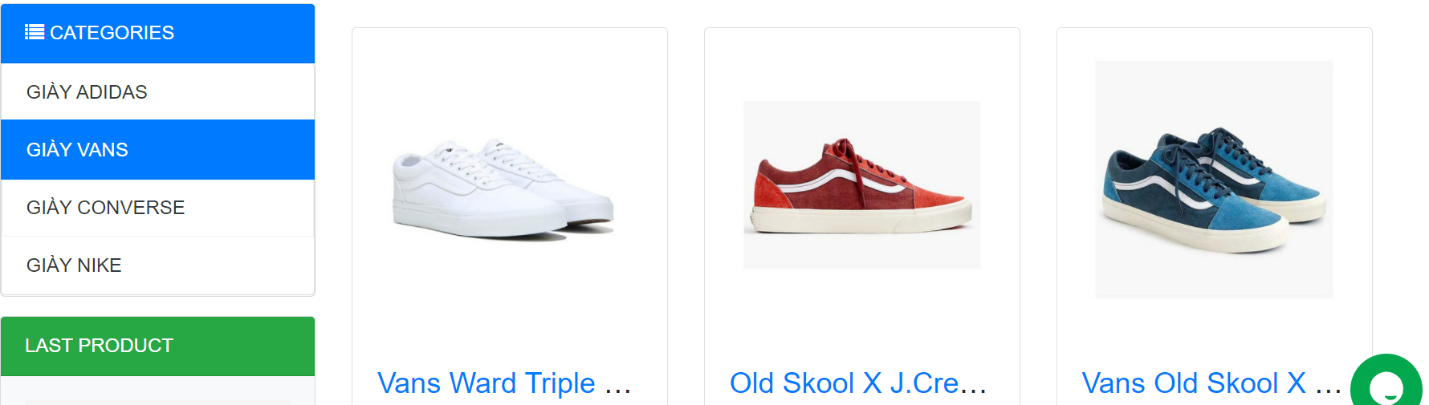 CATEGORIES
GIÀY ADIDAS
GIÀY VANS
GIÀY CONVERSE
GIÀY NIKE
LAST PRODUCT
Vans Ward Triple ...
Old Skool X J.Cre...
Vans Old Skool X ...